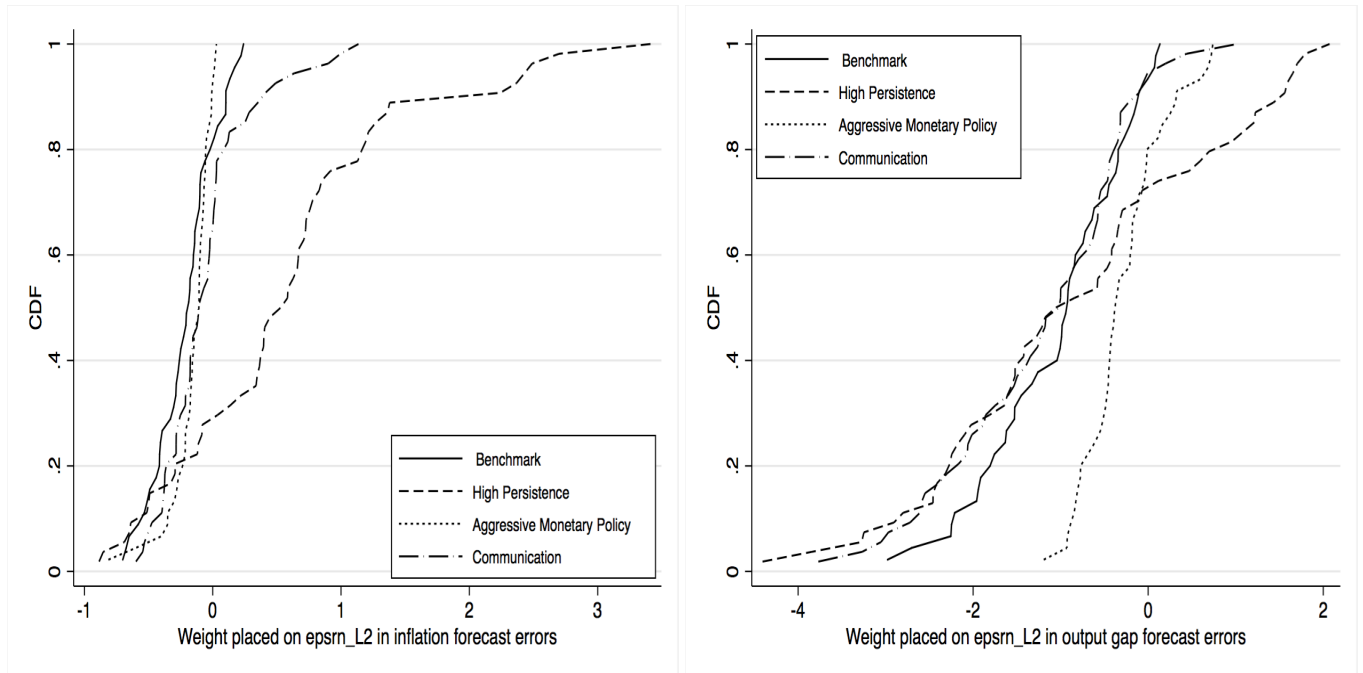 CDF
0
.2
.4
.6
.8
1
-1
0
1
2
3
Weight placed on epsrn_L2 in inflation forecast errors
Benchmark
High Persistence
Aggressive Monetary Policy
Communication
CDF
0
.2
.4
.6
.8
1
-4
-2
0
2
Weight placed on epsrn_L2 in output gap forecast errors
Benchmark
High Persistence
Aggressive Monetary Policy
Communication